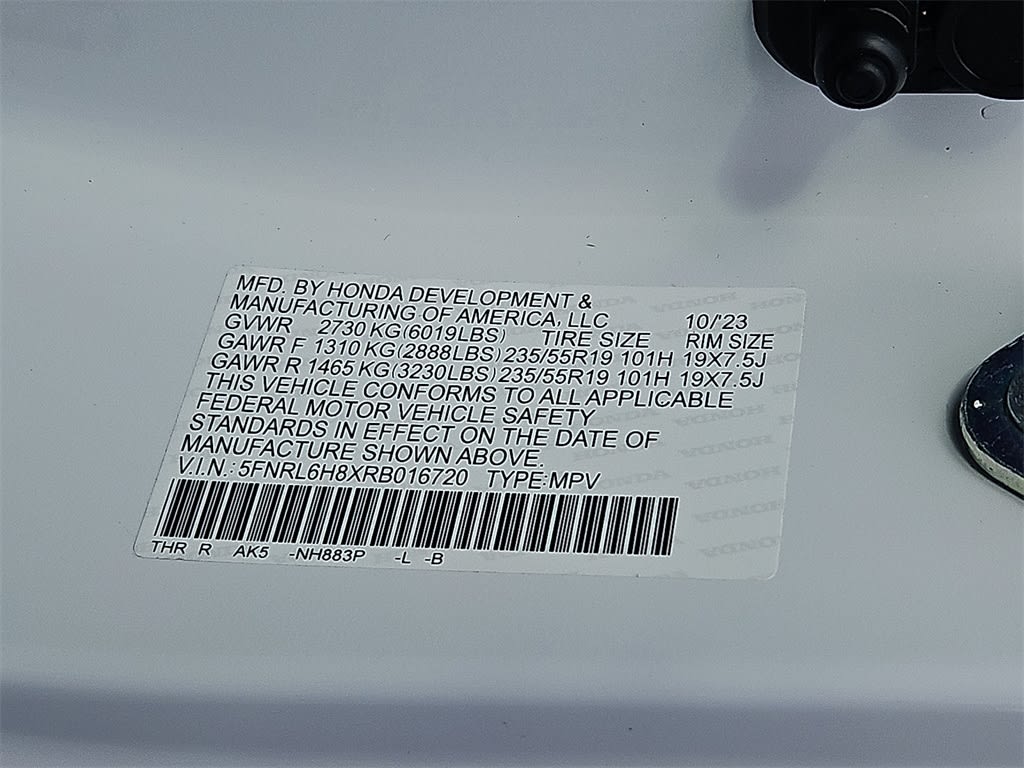 MFD. BY HONDA DEVELOPMENT &
MANUFACTURING OF AMERICA, LLC 10/'23
GVWR 2730 KG(6019LBS) TIRE SIZE RIM SIZE
GAWR F 1310 KG(2888LBS) 235/55R19 101H 19X7.5J
GAWR R 1465 KG(3230LBS) 235/55R19 101H 19X7.5J
THIS VEHICLE CONFORMS TO ALL APPLICABLE
FEDERAL MOTOR VEHICLE SAFETY
STANDARDS IN EFFECT ON THE DATE OF
MANUFACTURE SHOWN ABOVE.
V.I.N.: 5FNRL6H8XRB016720 TYPE:MPV
THR R AK5 -NH883P -L -B